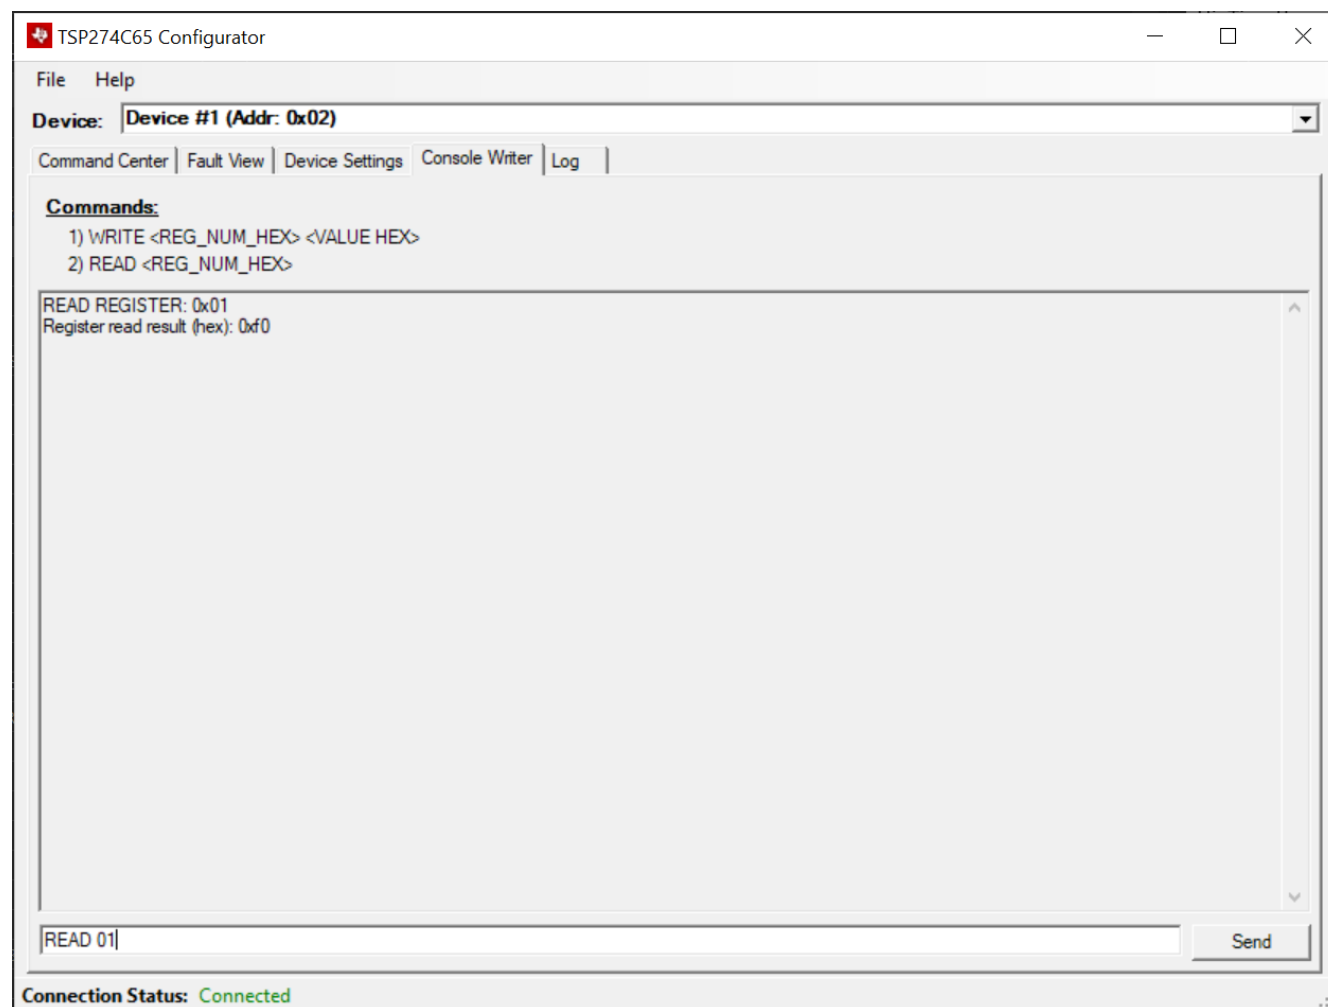 TSP274C65 Configurator
File Help
Device: Device #1 (Addr: 0x02)
Command Center Fault View Device Settings Console Writer Log
Commands:
1) WRITE <REG_NUM_HEX> <VALUE HEX>
2) READ <REG_NUM_HEX>
READ REGISTER: 0x01
Register read result (hex): 0xf0
READ 01
Send
Connection Status: Connected